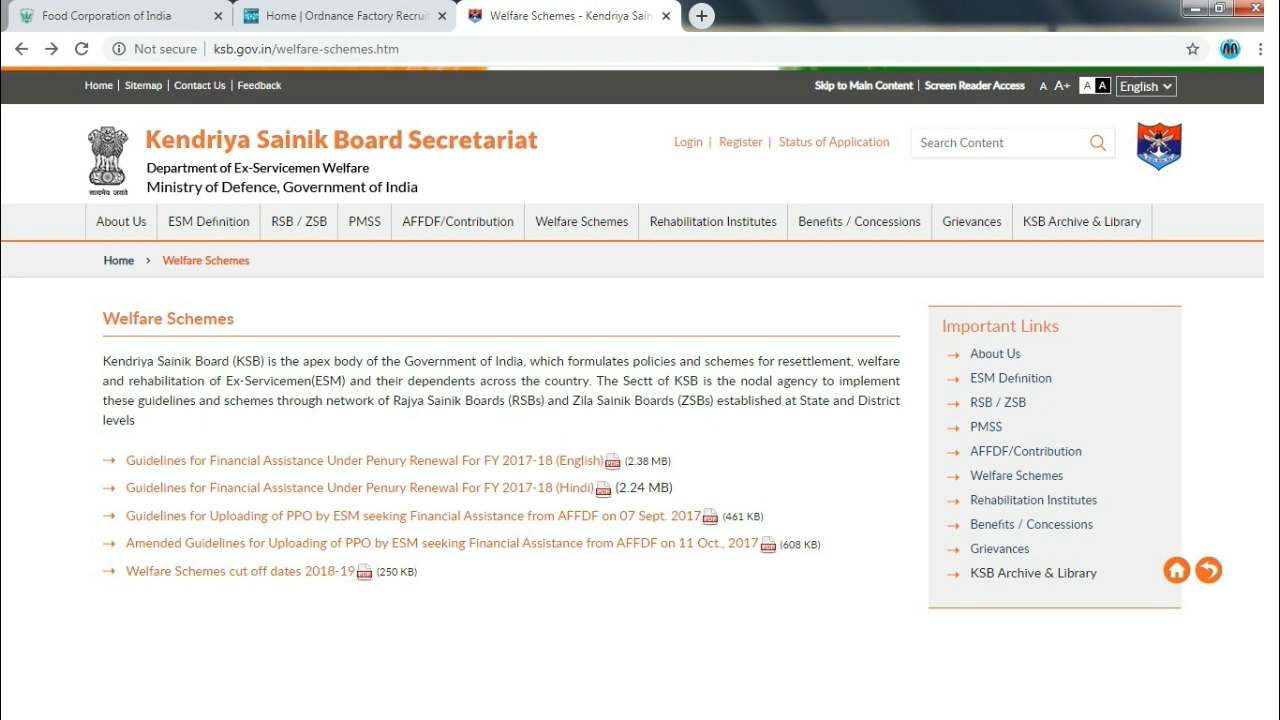 Food Corporation of India
Home | Ordnance Factory Recruit
Welfare Schemes - Kendriya Sain
Not secure | ksb.gov.in/welfare-schemes.htm
Home | Sitemap | Contact Us | Feedback
Skip to Main Content | Screen Reader Access A A+ A A English
सत्यमेव जयते
Kendriya Sainik Board Secretariat
Department of Ex-Servicemen Welfare
Ministry of Defence, Government of India
Login | Register | Status of Application
Search Content
About Us ESM Definition RSB / ZSB PMSS AFFDF/Contribution Welfare Schemes Rehabilitation Institutes Benefits / Concessions Grievances KSB Archive & Library
Home > Welfare Schemes
Welfare Schemes
Kendriya Sainik Board (KSB) is the apex body of the Government of India, which formulates policies and schemes for resettlement, welfare
and rehabilitation of Ex-Servicemen(ESM) and their dependents across the country. The Sectt of KSB is the nodal agency to implement
these guidelines and schemes through network of Rajya Sainik Boards (RSBs) and Zila Sainik Boards (ZSBs) established at State and District
levels
→ Guidelines for Financial Assistance Under Penury Renewal For FY 2017-18 (English) PDF (2.38 MB)
→ Guidelines for Financial Assistance Under Penury Renewal For FY 2017-18 (Hindi) PDF (2.24 MB)
→ Guidelines for Uploading of PPO by ESM seeking Financial Assistance from AFFDF on 07 Sept. 2017 PDF (461 KB)
→ Amended Guidelines for Uploading of PPO by ESM seeking Financial Assistance from AFFDF on 11 Oct., 2017 PDF (608 KB)
→ Welfare Schemes cut off dates 2018-19 PDF (250 KB)
Important Links
→ About Us
→ ESM Definition
→ RSB / ZSB
→ PMSS
→ AFFDF/Contribution
→ Welfare Schemes
→ Rehabilitation Institutes
→ Benefits / Concessions
→ Grievances
→ KSB Archive & Library